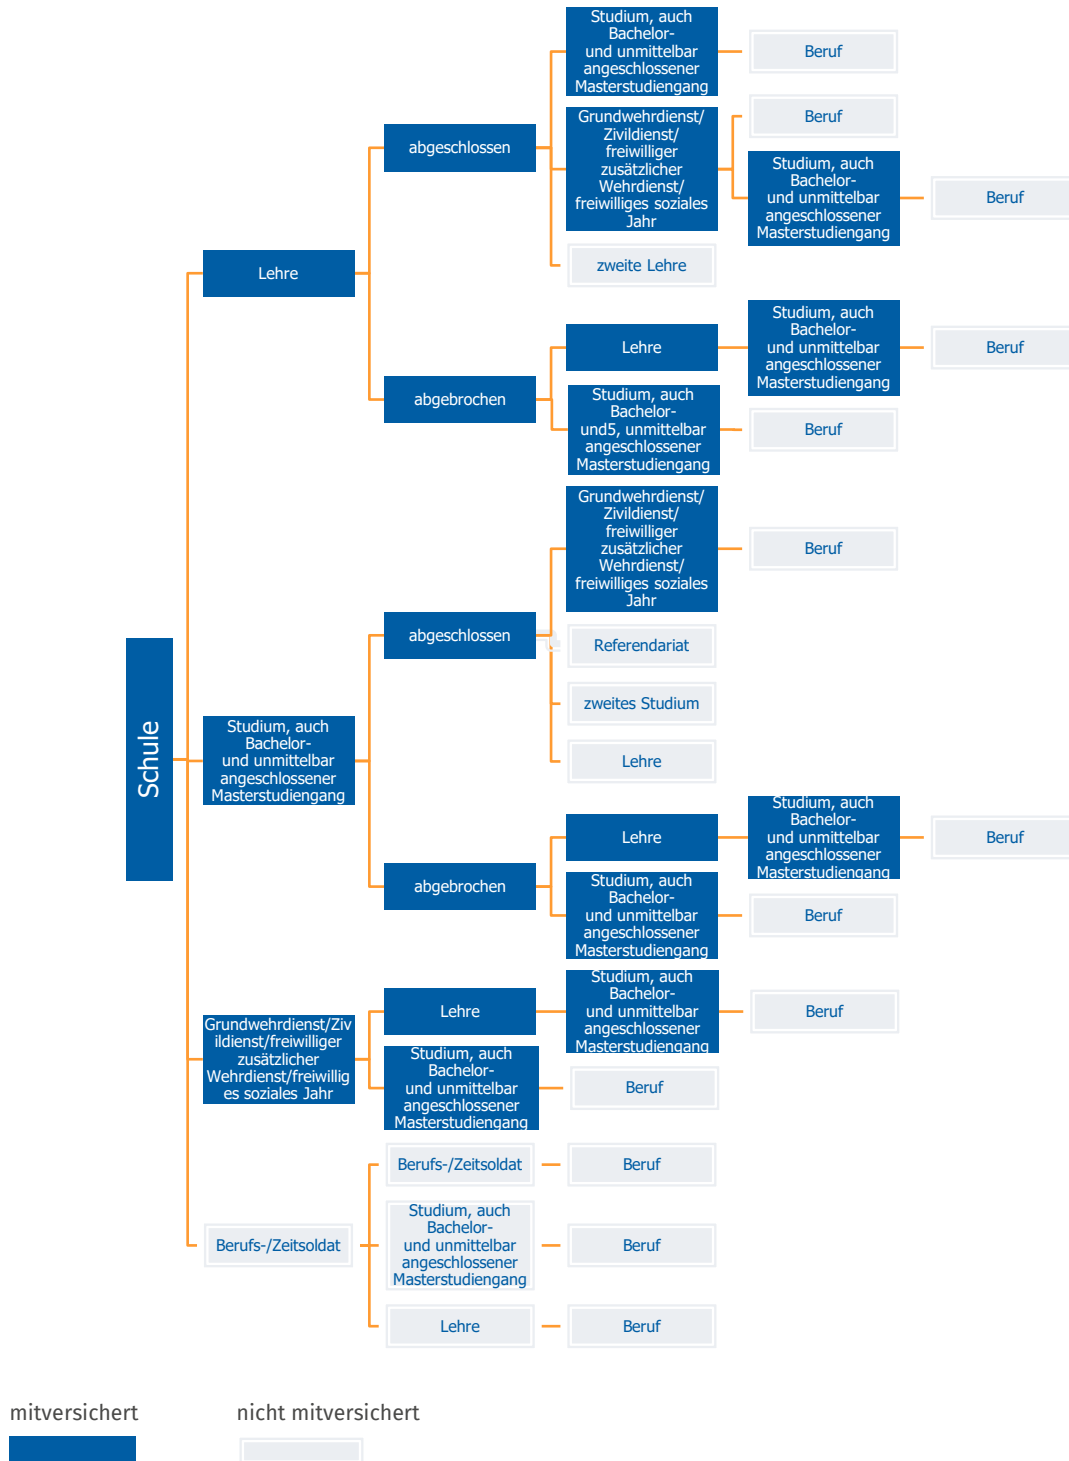 Studium, auch
Bachelor-
und unmittelbar
angeschlossener
Masterstudiengang
Beruf
Grundwehrdienst/
Zivildienst/
freiwilliger
zusätzlicher
Wehrdienst/
freiwilliges soziales
Jahr
Beruf
abgeschlossen
Studium, auch
Bachelor-
und unmittelbar
angeschlossener
Masterstudiengang
Beruf
zweite Lehre
Lehre
Lehre
Studium, auch
Bachelor-
und unmittelbar
angeschlossener
Masterstudiengang
Beruf
abgebrochen
Studium, auch
Bachelor-
und5, unmittelbar
angeschlossener
Masterstudiengang
Beruf
Grundwehrdienst/
Zivildienst/
freiwilliger
zusätzlicher
Wehrdienst/
freiwilliges soziales
Jahr
Beruf
abgeschlossen
Referendariat
zweites Studium
Lehre
Schule
Studium, auch
Bachelor-
und unmittelbar
angeschlossener
Masterstudiengang
Lehre
Studium, auch
Bachelor-
und unmittelbar
angeschlossener
Masterstudiengang
Beruf
abgebrochen
Studium, auch
Bachelor-
und unmittelbar
angeschlossener
Masterstudiengang
Beruf
Lehre
Studium, auch
Bachelor-
und unmittelbar
angeschlossener
Masterstudiengang
Beruf
Grundwehrdienst/Ziv
ildienst/freiwilliger
zusätzlicher
Wehrdienst/freiwillig
es soziales Jahr
Studium, auch
Bachelor-
und unmittelbar
angeschlossener
Masterstudiengang
Beruf
Berufs-/Zeitsoldat
Beruf
Berufs-/Zeitsoldat
Studium, auch
Bachelor-
und unmittelbar
angeschlossener
Masterstudiengang
Beruf
Lehre
Beruf
mitversichert
nicht mitversichert